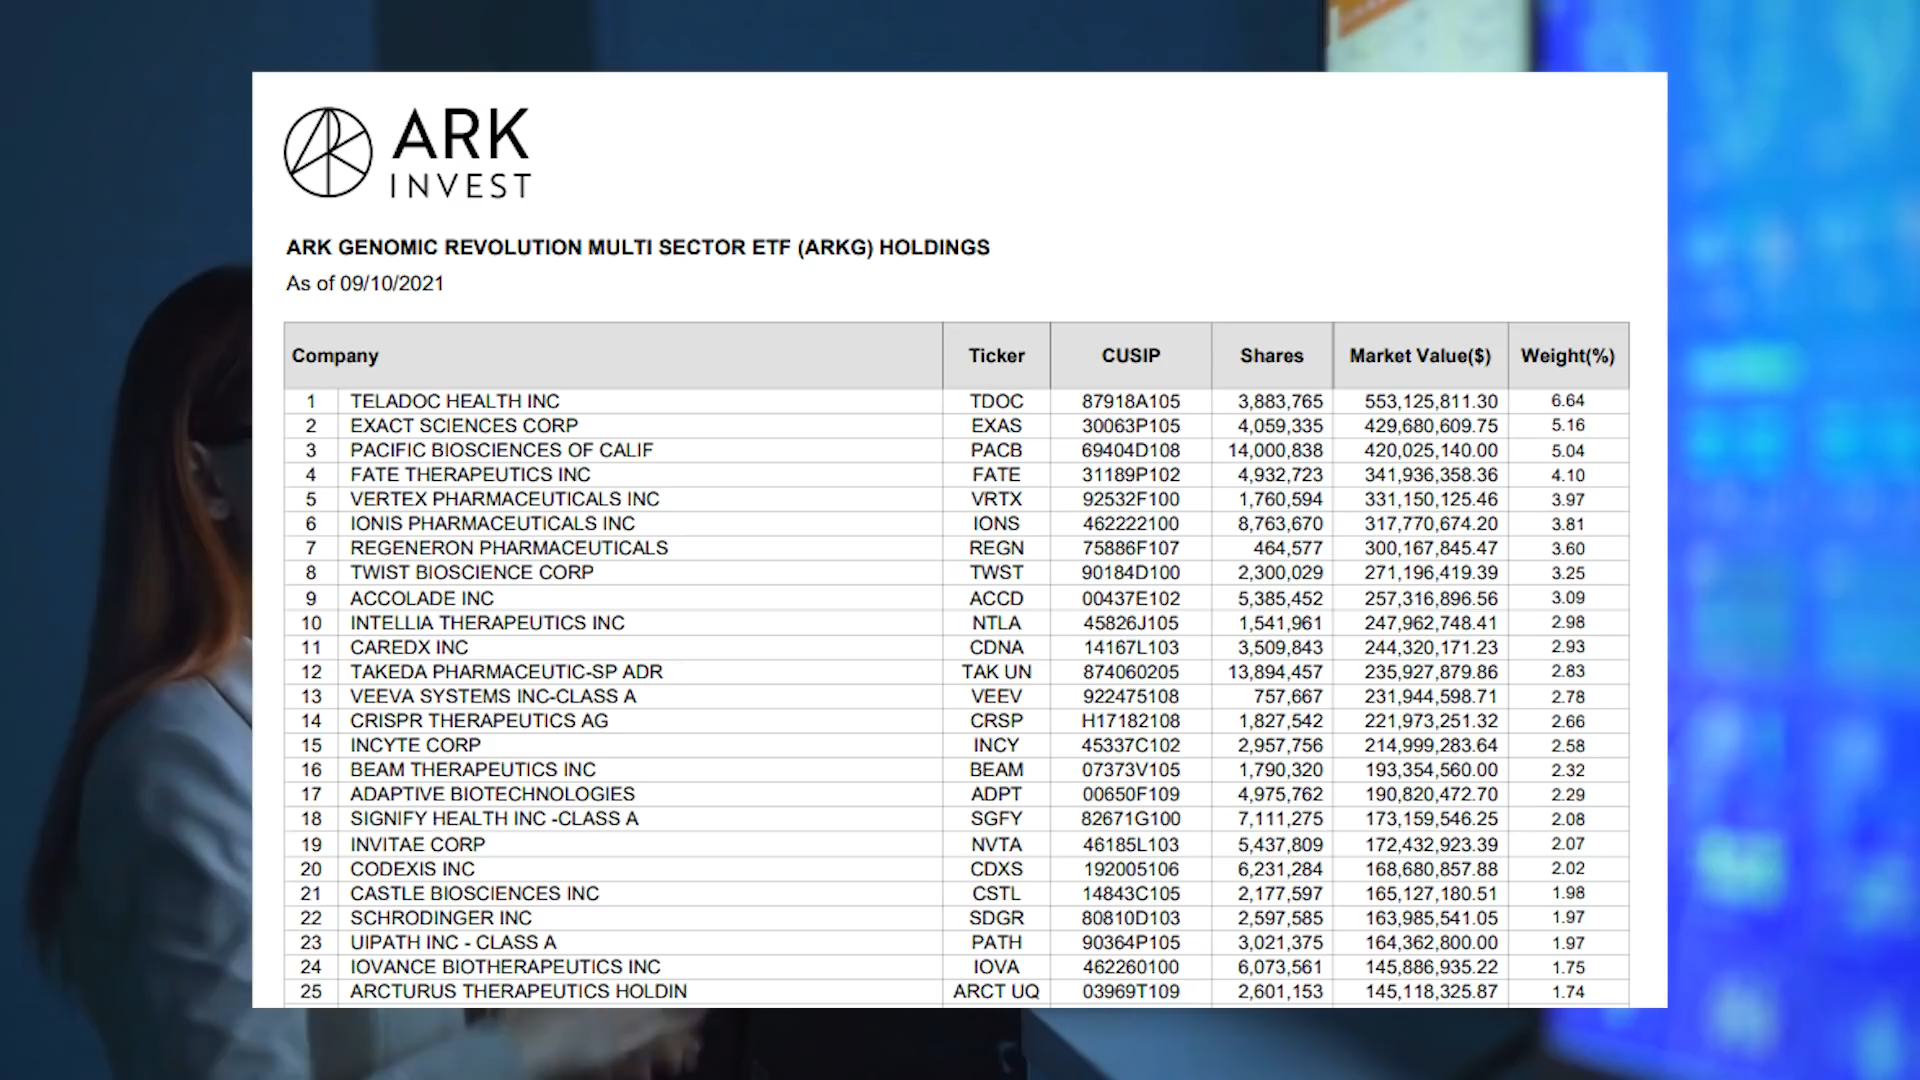 ARK
INVEST
ARK GENOMIC REVOLUTION MULTI SECTOR ETF (ARKG) HOLDINGS
As of 09/10/2021
Company Ticker CUSIP Shares Market Value($) Weight(%)
1 TELADOC HEALTH INC TDOC 87918A105 3,883,765 553,125,811.30 6.64
2 EXACT SCIENCES CORP EXAS 30063P105 4,059,335 429,680,609.75 5.16
3 PACIFIC BIOSCIENCES OF CALIF PACB 69404D108 14,000,838 420,025,140.00 5.04
4 FATE THERAPEUTICS INC FATE 31189P102 4,932,723 341,936,358.36 4.10
5 VERTEX PHARMACEUTICALS INC VRTX 92532F100 1,760,594 331,150,125.46 3.97
6 IONIS PHARMACEUTICALS INC IONS 462222100 8,763,670 317,770,674.20 3.81
7 REGENERON PHARMACEUTICALS REGN 75886F107 464,577 300,167,845.47 3.60
8 TWIST BIOSCIENCE CORP TWST 90184D100 2,300,029 271,196,419.39 3.25
9 ACCOLADE INC ACCD 00437E102 5,385,452 257,316,896.56 3.09
10 INTELLIA THERAPEUTICS INC NTLA 45826J105 1,541,961 247,962,748.41 2.98
11 CAREDX INC CDNA 14167L103 3,509,843 244,320,171.23 2.93
12 TAKEDA PHARMACEUTIC-SP ADR TAK UN 874060205 13,894,457 235,927,879.86 2.83
13 VEEVA SYSTEMS INC-CLASS A VEEV 922475108 757,667 231,944,598.71 2.78
14 CRISPR THERAPEUTICS AG CRSP H17182108 1,827,542 221,973,251.32 2.66
15 INCYTE CORP INCY 45337C102 2,957,756 214,999,283.64 2.58
16 BEAM THERAPEUTICS INC BEAM 07373V105 1,790,320 193,354,560.00 2.32
17 ADAPTIVE BIOTECHNOLOGIES ADPT 00650F109 4,975,762 190,820,472.70 2.29
18 SIGNIFY HEALTH INC -CLASS A SGFY 82671G100 7,111,275 173,159,546.25 2.08
19 INVITAE CORP NVTA 46185L103 5,437,809 172,432,923.39 2.07
20 CODEXIS INC CDXS 192005106 6,231,284 168,680,857.88 2.02
21 CASTLE BIOSCIENCES INC CSTL 14843C105 2,177,597 165,127,180.51 1.98
22 SCHRODINGER INC SDGR 80810D103 2,597,585 163,985,541.05 1.97
23 UIPATH INC - CLASS A PATH 90364P105 3,021,375 164,362,800.00 1.97
24 IOVANCE BIOTHERAPEUTICS INC IOVA 462260100 6,073,561 145,886,935.22 1.75
25 ARCTURUS THERAPEUTICS HOLDIN ARCT UQ 03969T109 2,601,153 145,118,325.87 1.74